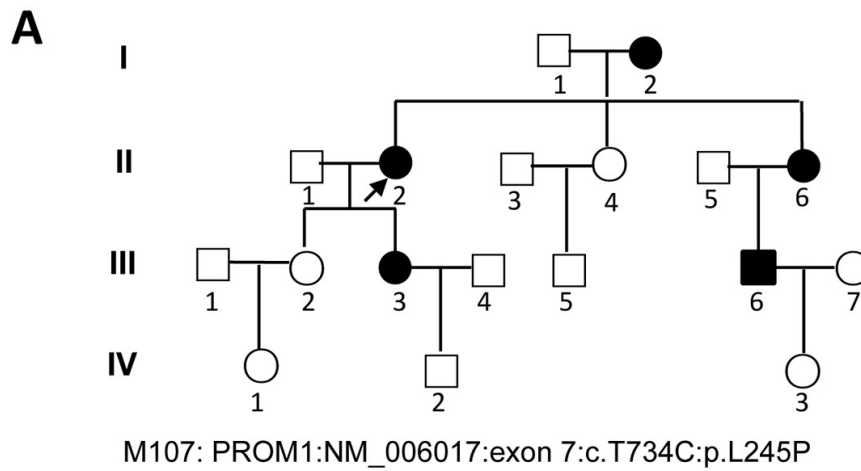 A
I
1 2
II
1 2 3 4 5 6
III
1 2 3 4 5 6 7
IV
1 2 3
M107: PROM1:NM_006017:exon 7:c.T734C:p.L245P